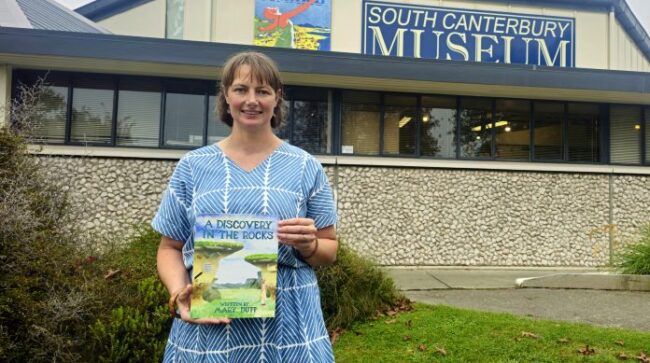 SOUTH CANTERBURY
MUSEUM
A DISCOVERY
IN THE ROCKS
WRITTEN BY
MARY DUFF